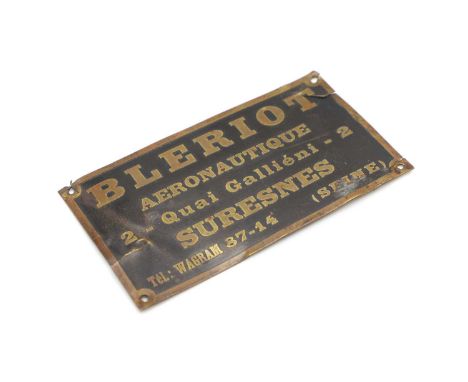 BLERIOT
AERONAUTIQUE
2 - Quai Galliéni - 2
SURESNES
(SEINE)
Tél.: WAGRAM 37-14